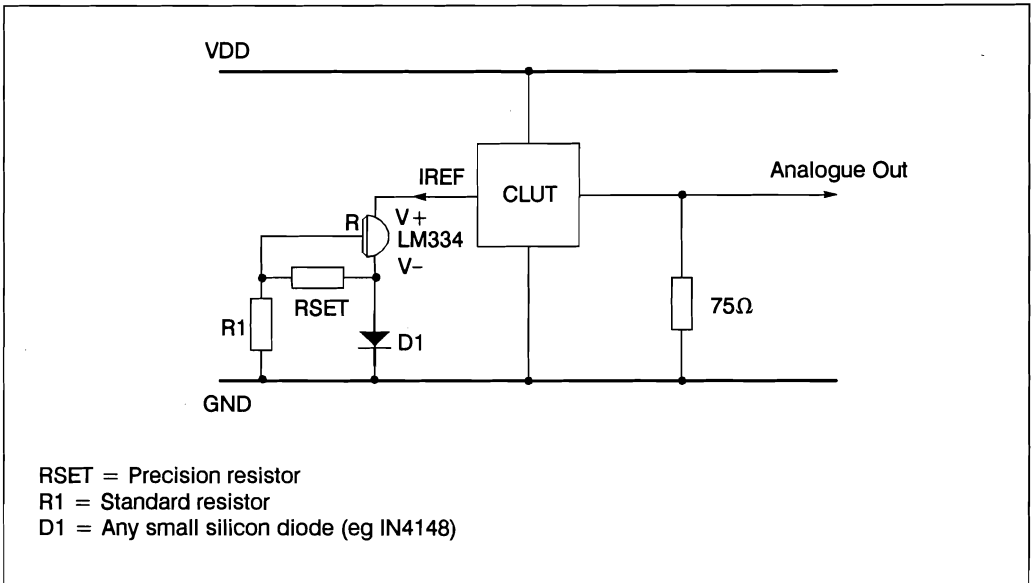 VDD
Analogue Out
IREF
CLUT
R
V+
LM334
V-
RSET
75Ω
R1
D1
GND
RSET = Precision resistor
R1 = Standard resistor
D1 = Any small silicon diode (eg IN4148)